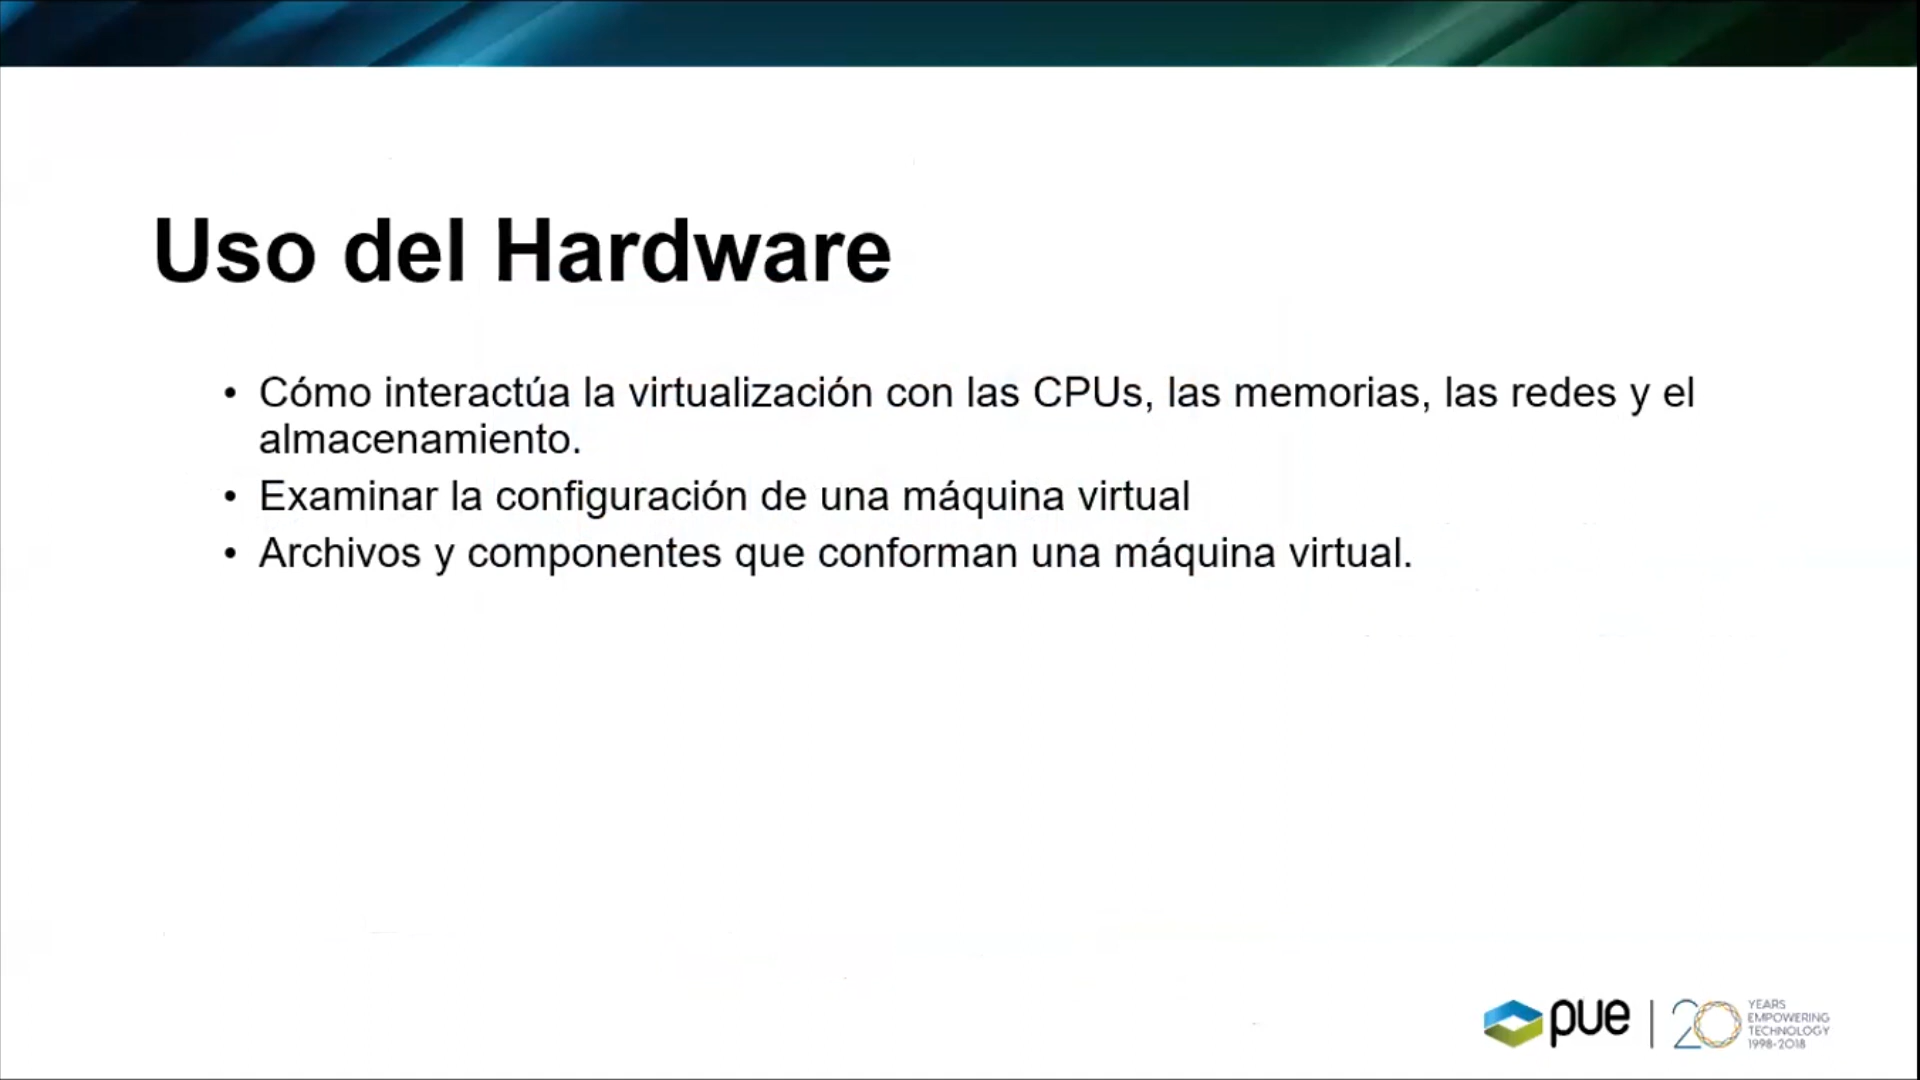 Uso del Hardware
• Cómo interactúa la virtualización con las CPUs, las memorias, las redes y el
almacenamiento.
• Examinar la configuración de una máquina virtual
• Archivos y componentes que conforman una máquina virtual.
pue
20
YEARS
EMPOWERING
TECHNOLOGY
1998-2018